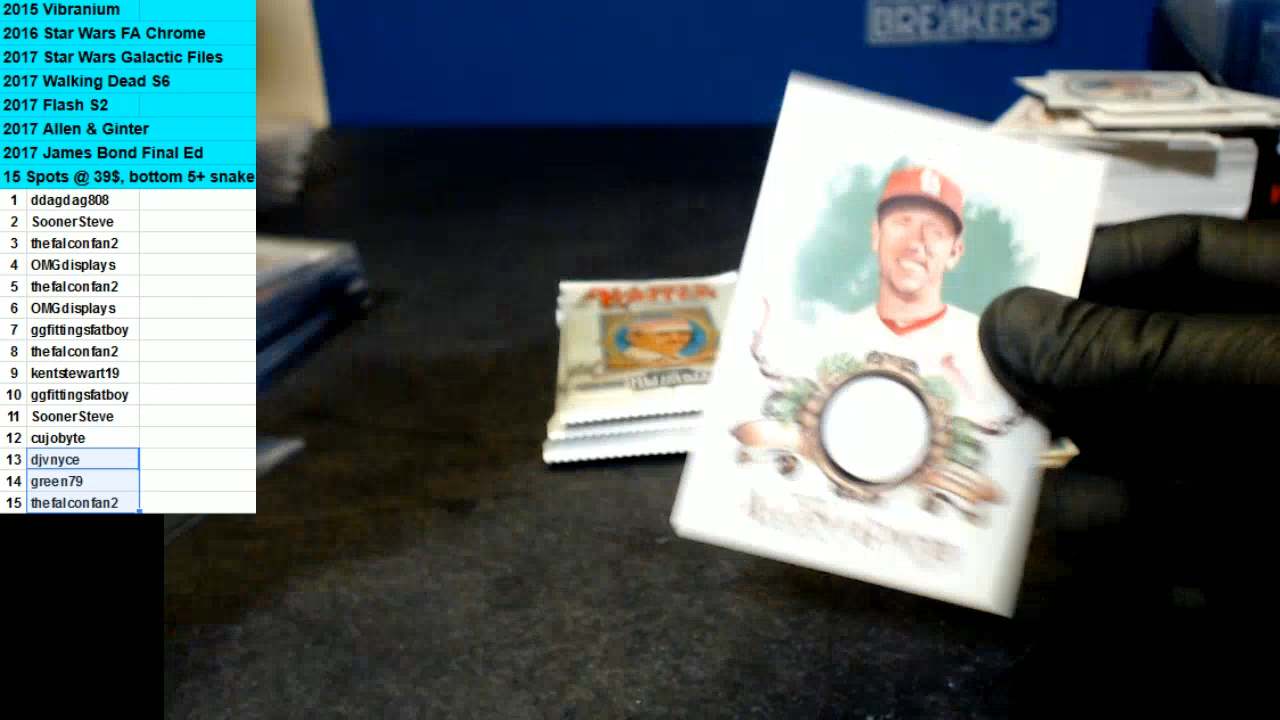 2015 Vibranium
2016 Star Wars FA Chrome
2017 Star Wars Galactic Files
2017 Walking Dead S6
2017 Flash S2
2017 Allen & Ginter
2017 James Bond Final Ed
15 Spots @ 39$, bottom 5+ snake
1 ddagdag808
2 SoonerSteve
3 thefalconfan2
4 OMGdisplays
5 thefalconfan2
6 OMGdisplays
7 ggfittingsfatboy
8 thefalconfan2
9 kentstewart19
10 ggfittingsfatboy
11 SoonerSteve
12 cujobyte
13 djvnyce
14 green79
15 thefalconfan2
BREAKERS